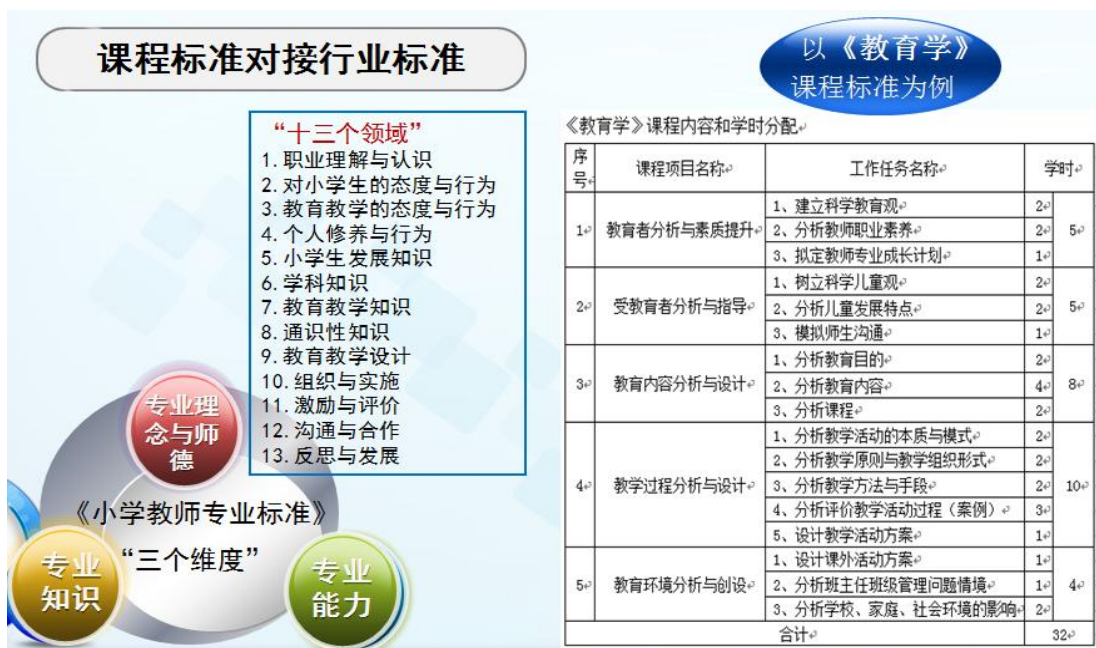 课程标准对接行业标准
以《教育学》
课程标准为例
“十三个领域”
1.职业理解与认识
2.对小学生的态度与行为
3.教育教学的态度与行为
4.个人修养与行为
5.小学生发展知识
6.学科知识
7.教育教学知识
8.通识性知识
9.教育教学设计
10.组织与实施
11.激励与评价
12.沟通与合作
13.反思与发展
专业理
念与师
德
《小学教师专业标准》
“三个维度”
专业
知识
专业
能力
《教育学》课程内容和学时分配
序号 课程项目名称 工作任务名称 学时
1 教育者分析与素质提升 1、建立科学教育观 2 5
2、分析教师职业素养 2
3、拟定教师专业成长计划 1
2 受教育者分析与指导 1、树立科学儿童观 2 5
2、分析儿童发展特点 2
3、模拟师生沟通 1
3 教育内容分析与设计 1、分析教育目的 2 8
2、分析教育内容 4
3、分析课程 2
4 教学过程分析与设计 1、分析教学活动的本质与模式 2 10
2、分析教学原则与教学组织形式 2
3、分析教学方法与手段 2
4、分析评价教学活动过程（案例） 3
5、设计教学活动方案 1
5 教育环境分析与创设 1、设计课外活动方案 1 4
2、分析班主任班级管理问题情境 1
3、分析学校、家庭、社会环境的影响 2
合计 32